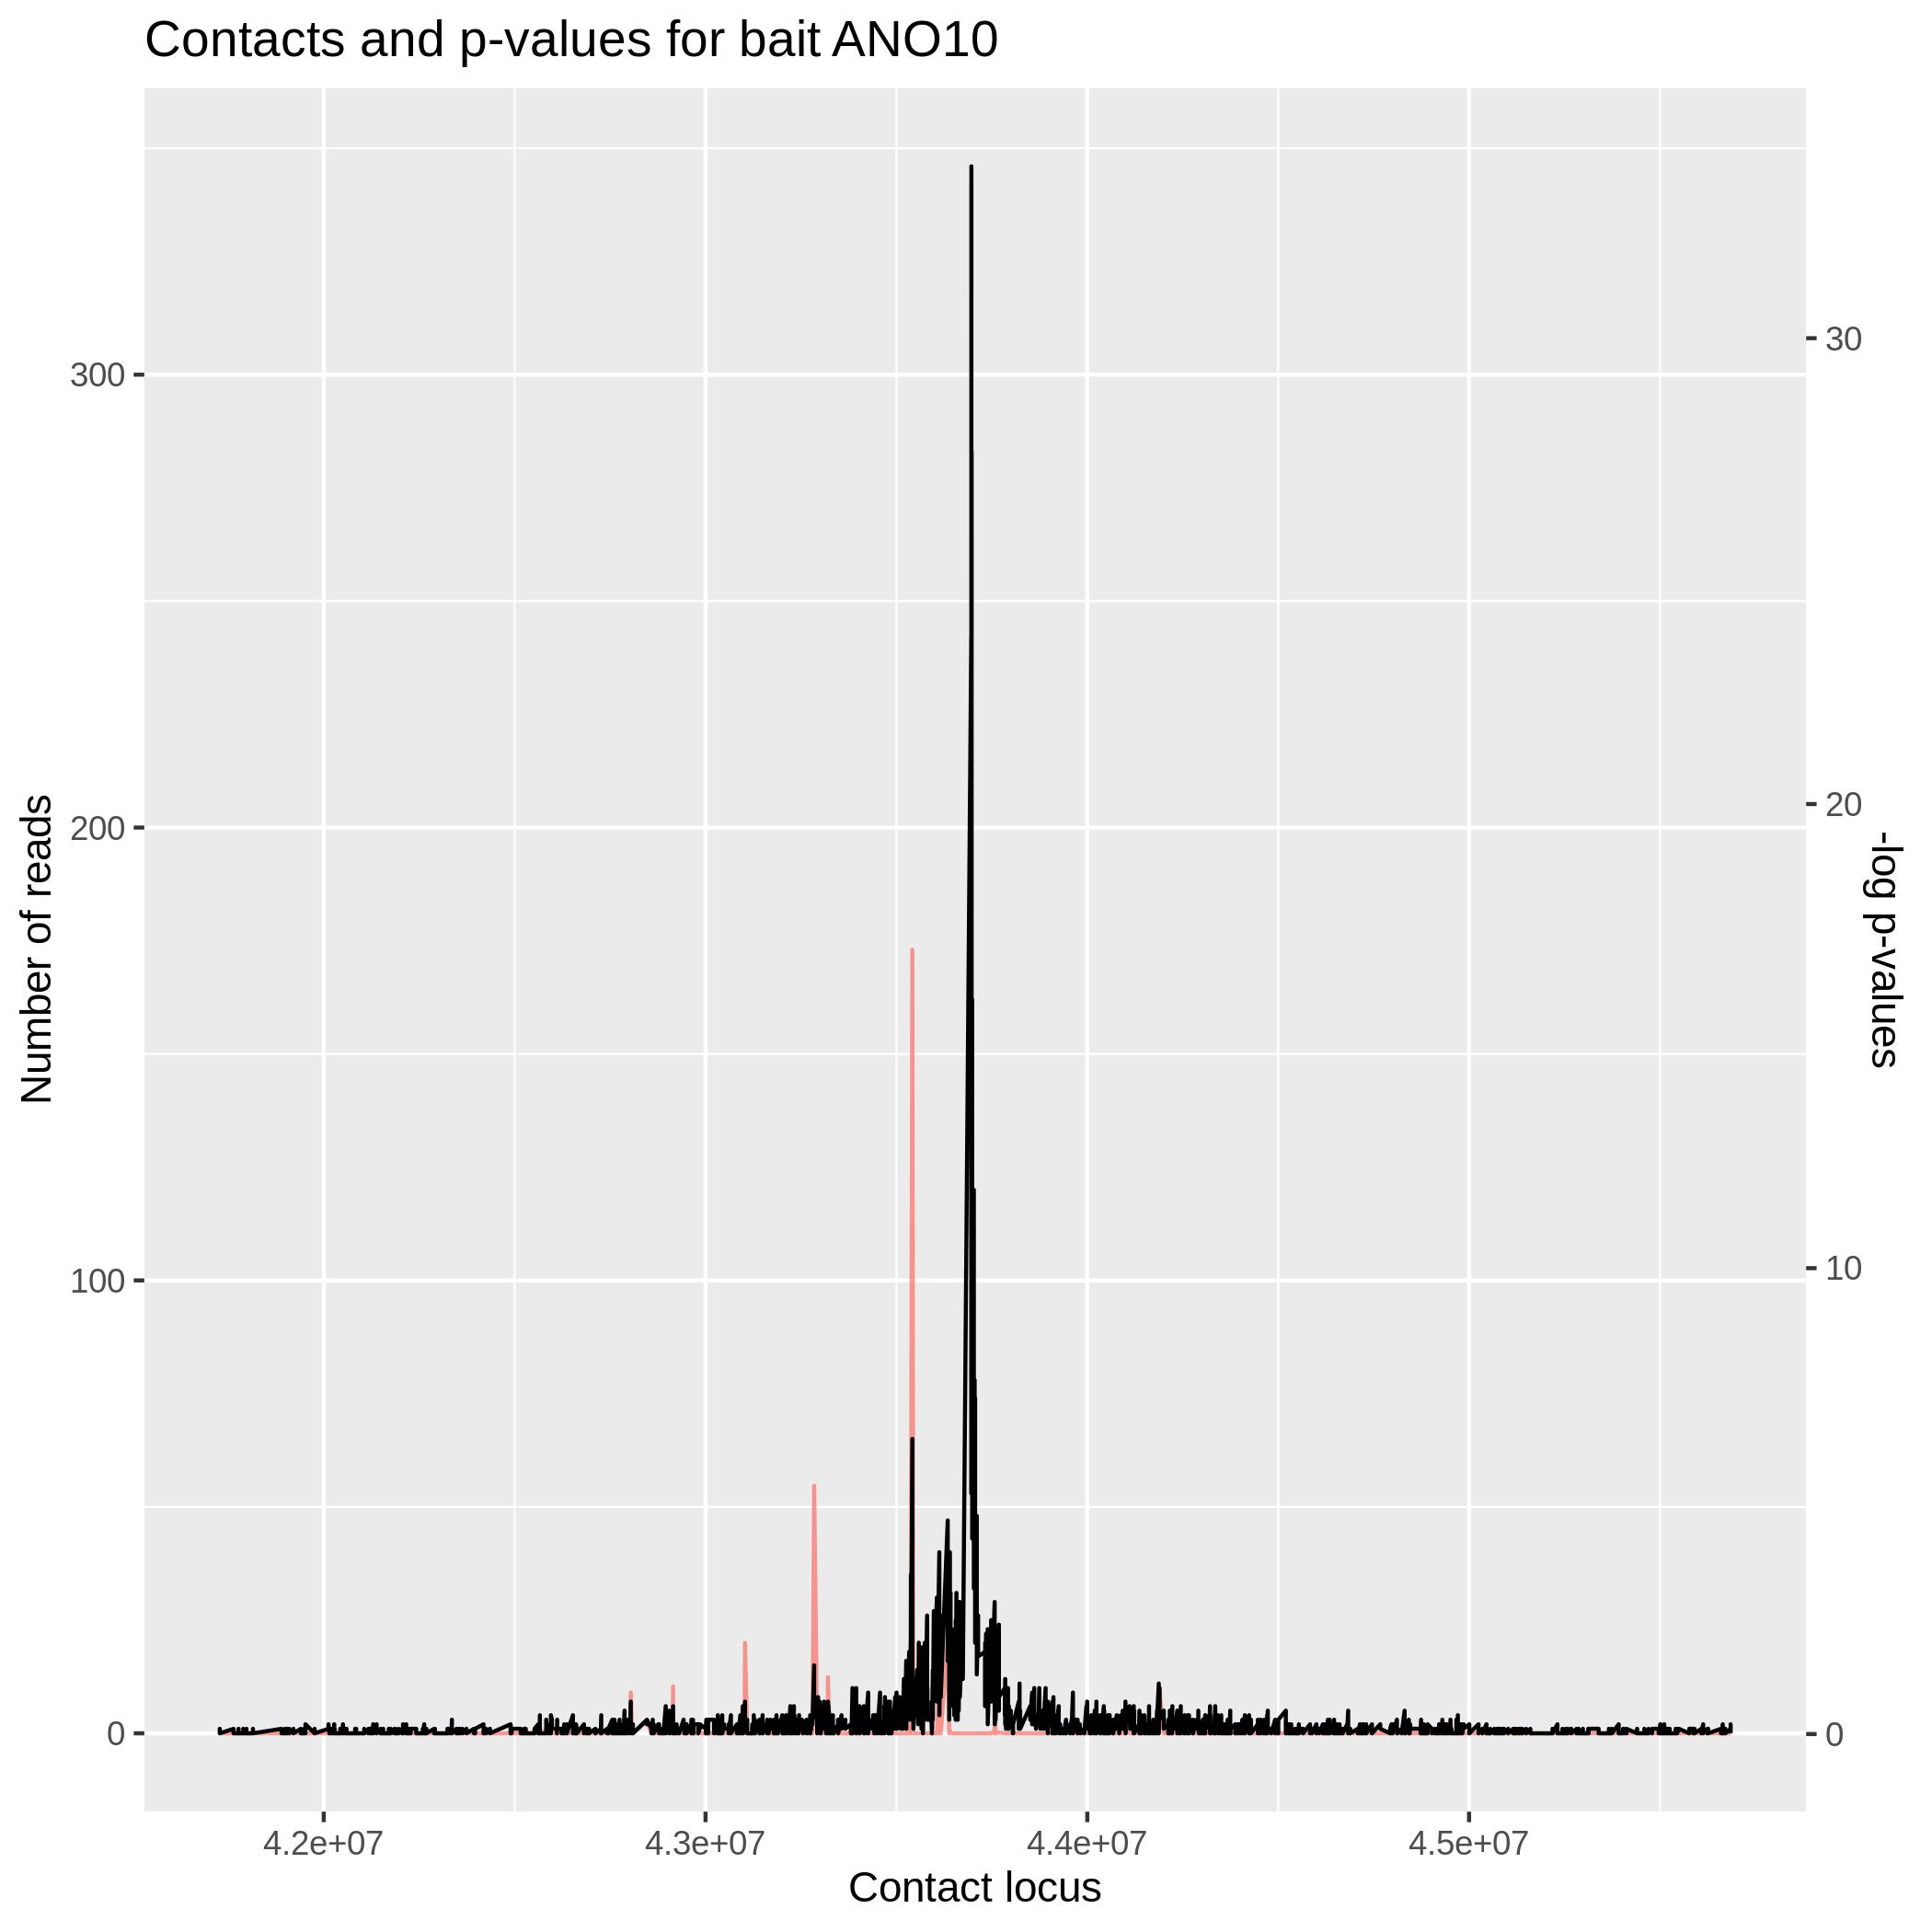 Contacts and p-values for bait ANO10
Number of reads
300
200
100
0
30
20
10
0
-log p-values
4.2e+07
4.3e+07
4.4e+07
4.5e+07
Contact locus